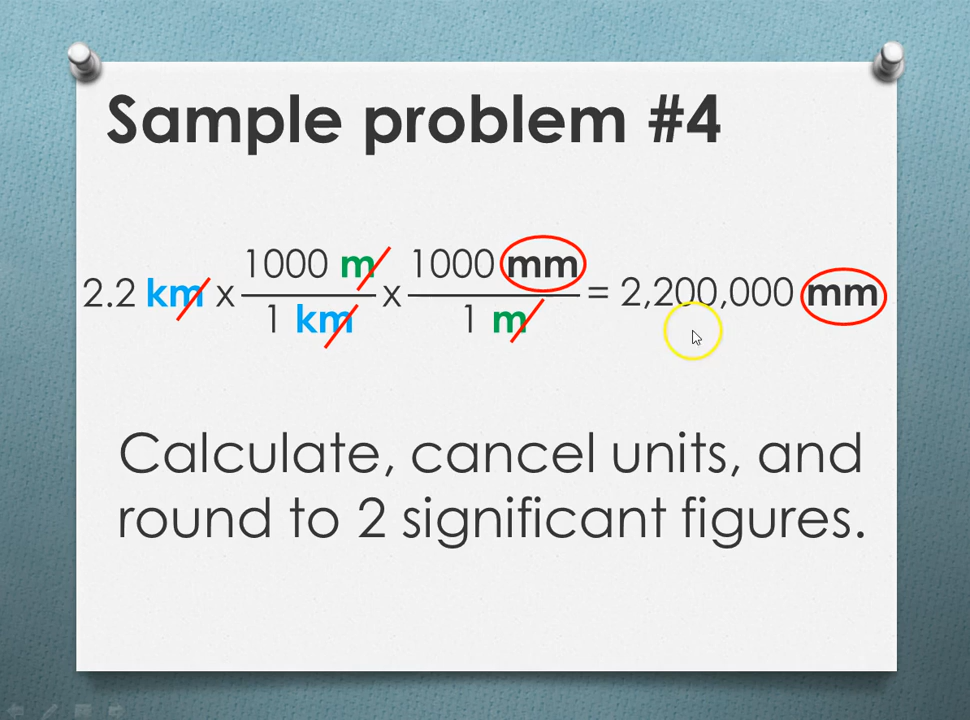 Sample problem #4
2.2 km x 1000 m / 1 km x 1000 mm / 1 m = 2,200,000 mm
Calculate, cancel units, and
round to 2 significant figures.